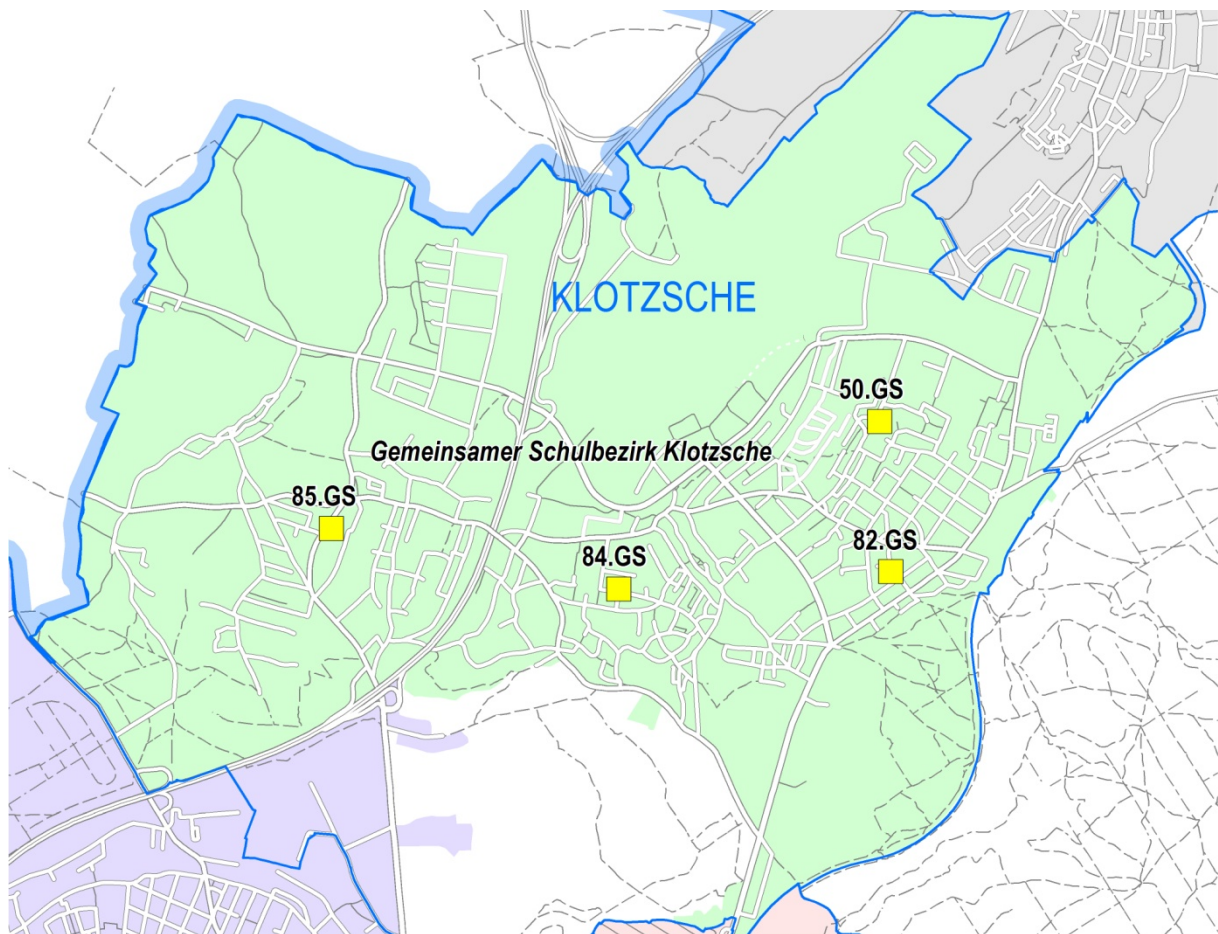 KLOTZSCHE
50.GS
Gemeinsamer Schulbezirk Klotzsche
85.GS
82.GS
84.GS